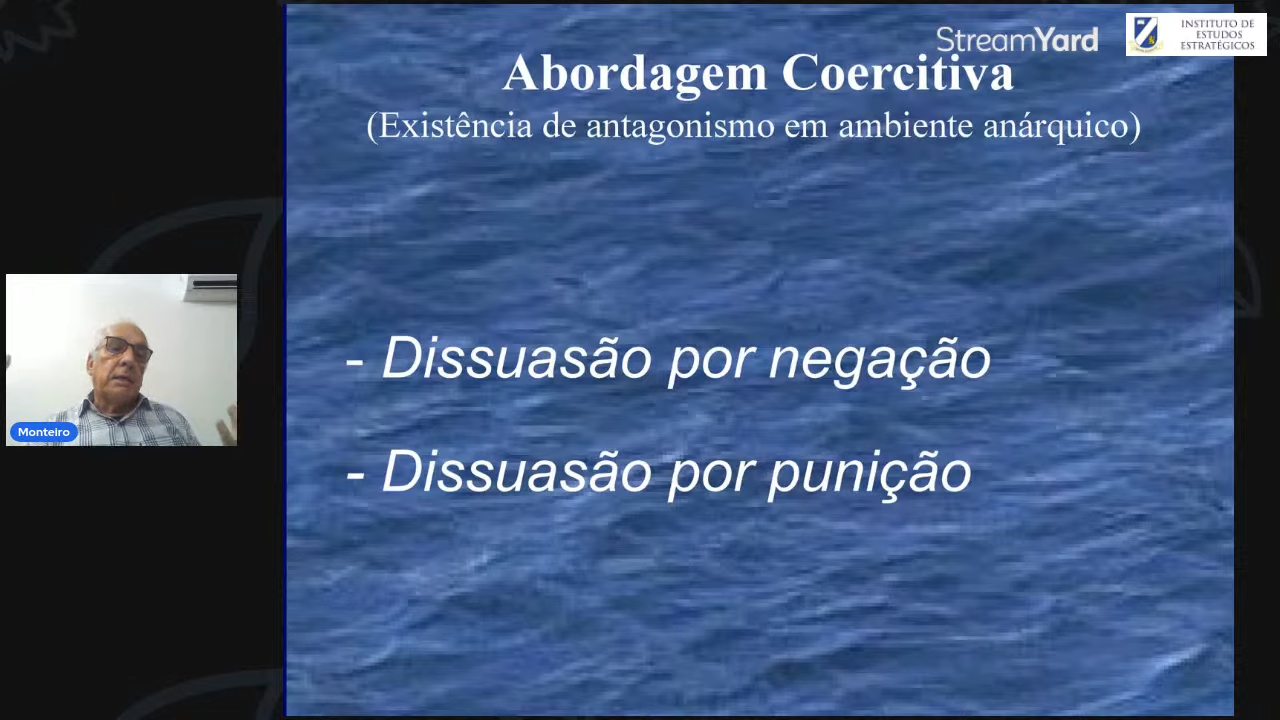 StreamYard
INSTITUTO DE
ESTUDOS
ESTRATÉGICOS
Abordagem Coercitiva
(Existência de antagonismo em ambiente anárquico)
- Dissuasão por negação
- Dissuasão por punição
Monteiro